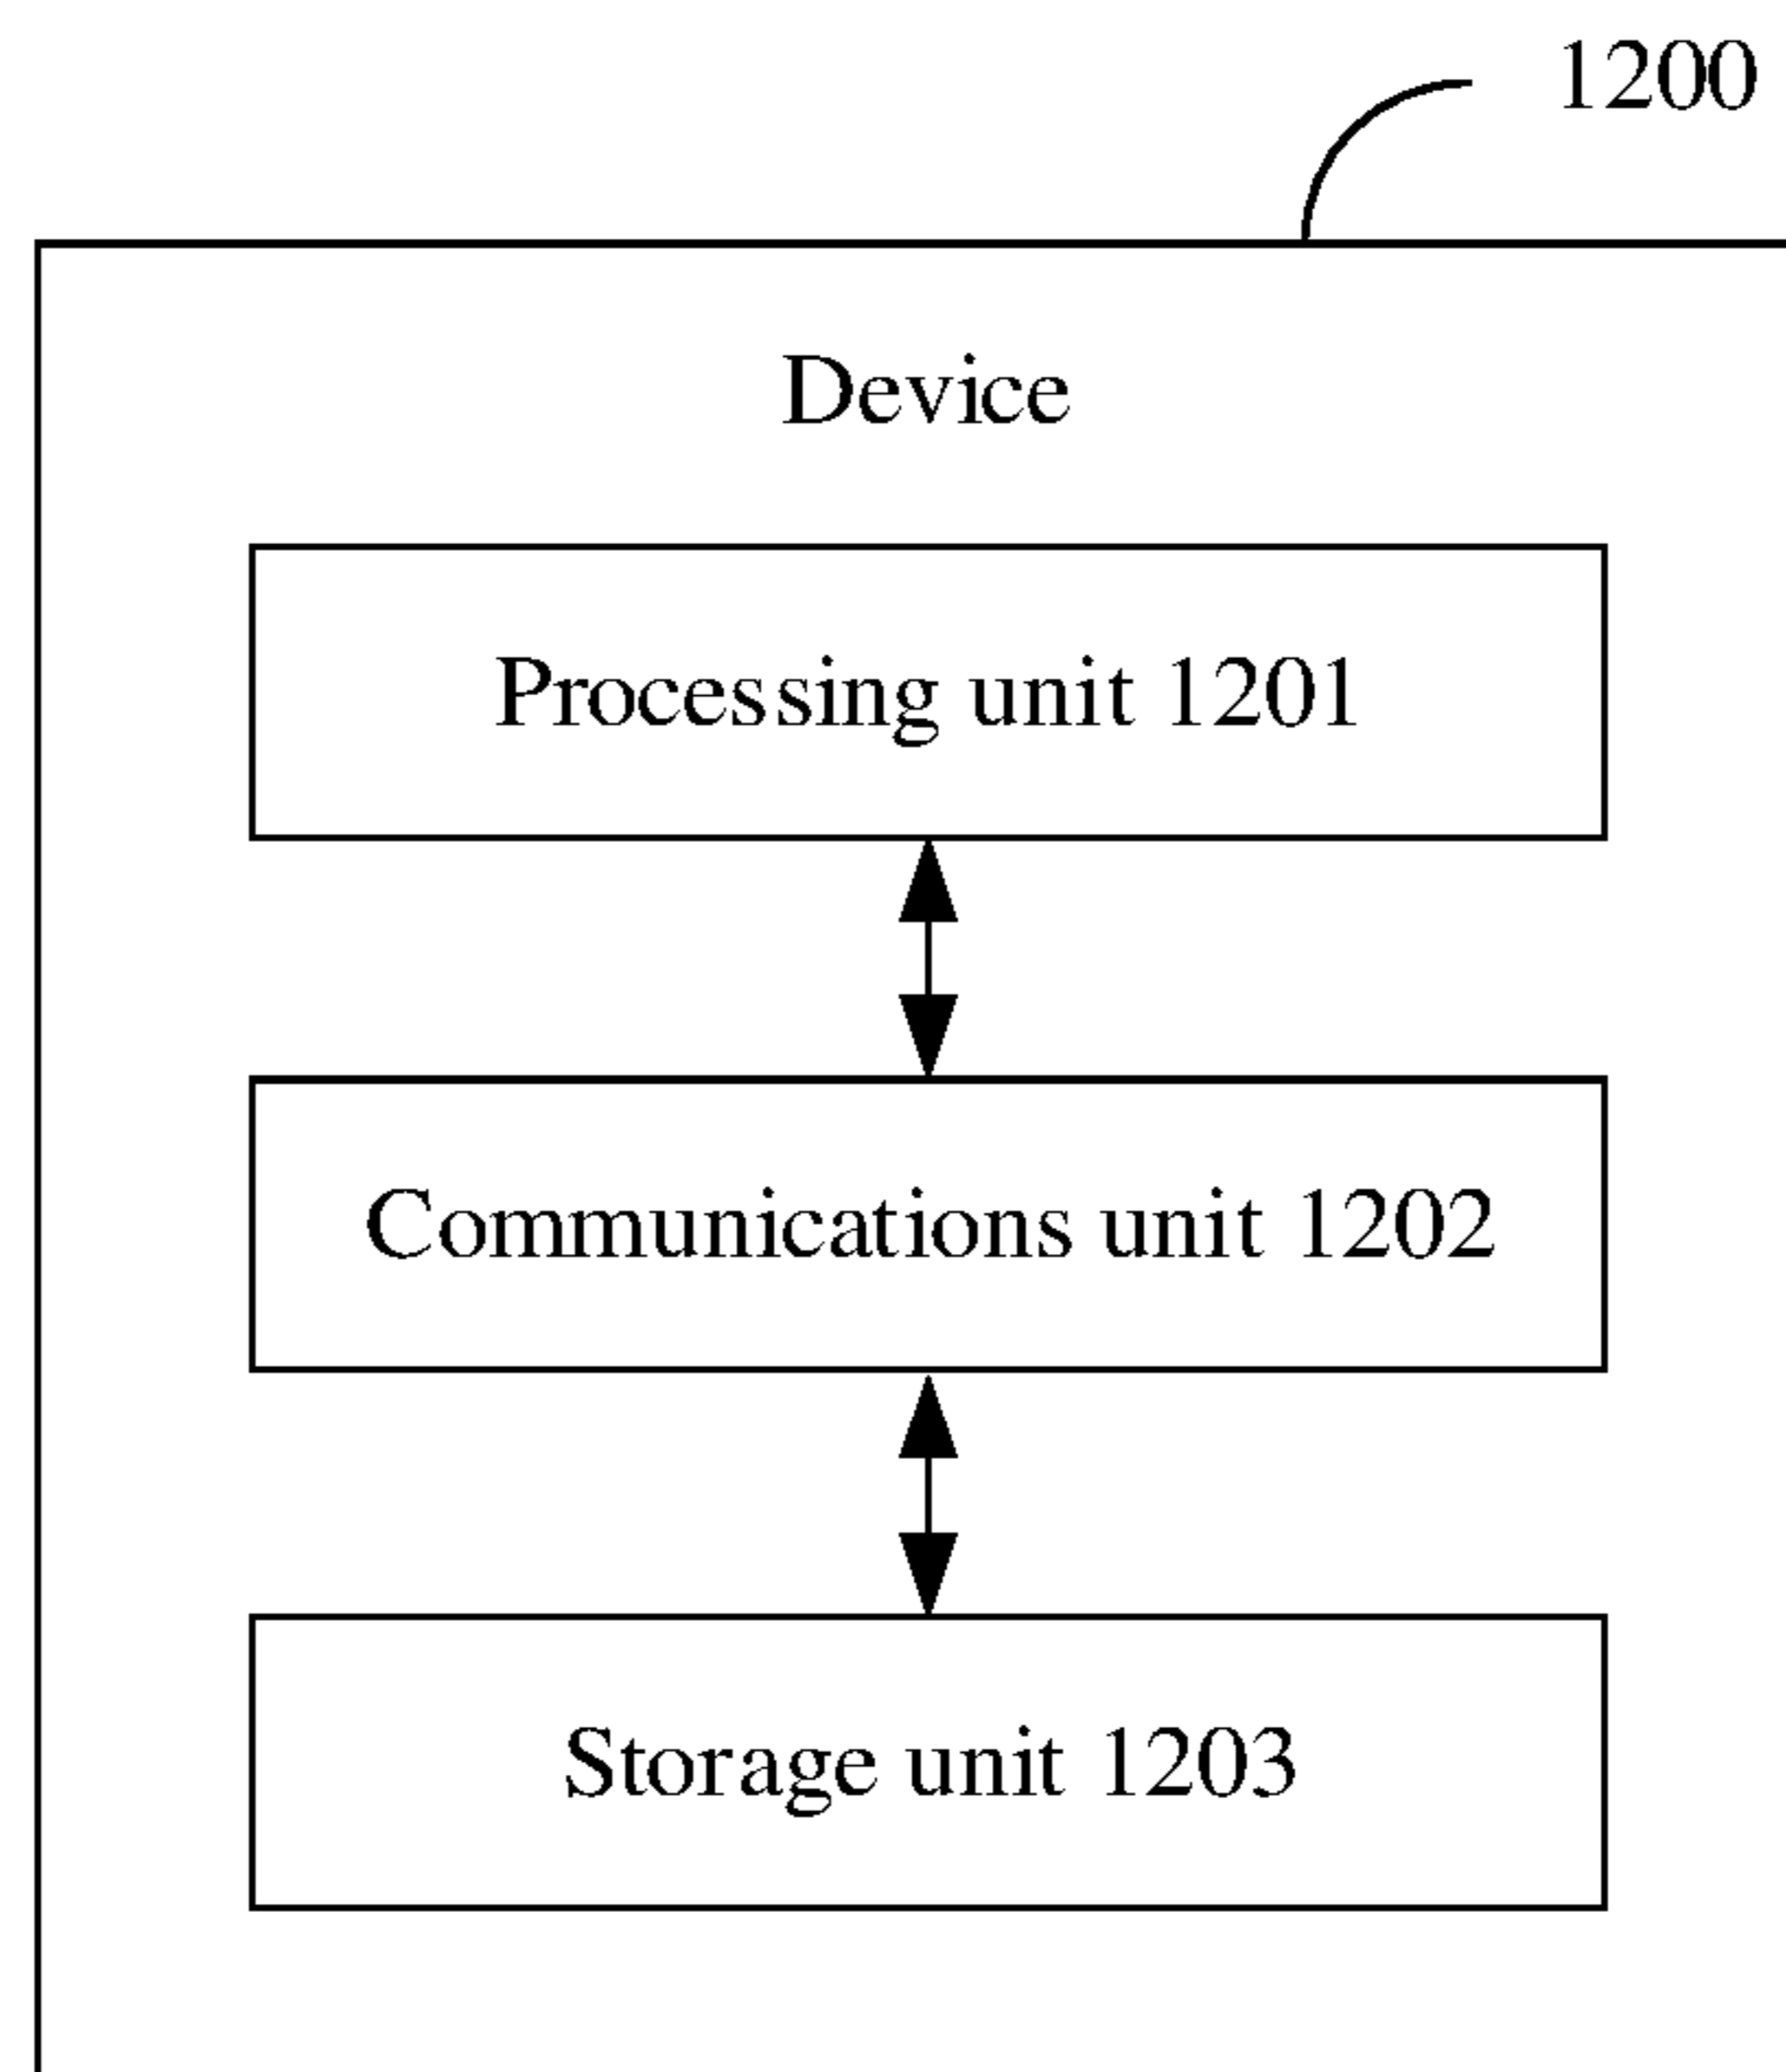 1200
Device
Processing unit 1201
Communications unit 1202
Storage unit 1203